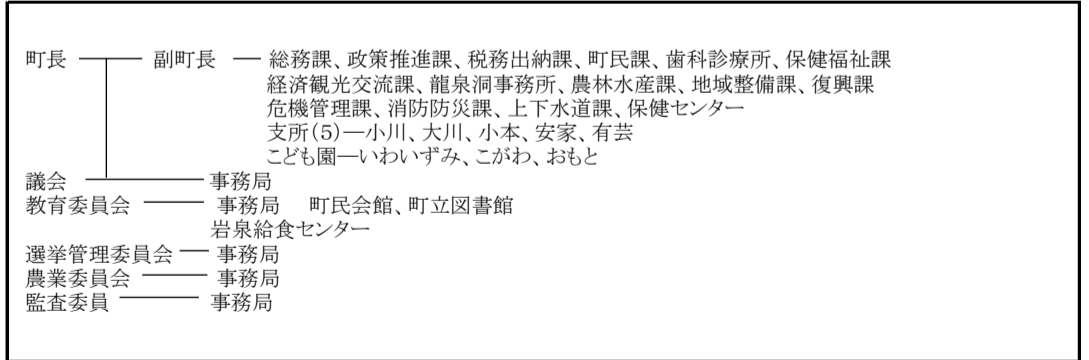 町長 副町長 総務課、政策推進課、税務出納課、町民課、歯科診療所、保健福祉課
経済観光交流課、龍泉洞事務所、農林水産課、地域整備課、復興課
危機管理課、消防防災課、上下水道課、保健センター
支所(5)―小川、大川、小本、安家、有芸
こども園―いわいずみ、こがわ、おもと
議会 事務局
教育委員会 事務局 町民会館、町立図書館
岩泉給食センター
選挙管理委員会 事務局
農業委員会 事務局
監査委員 事務局